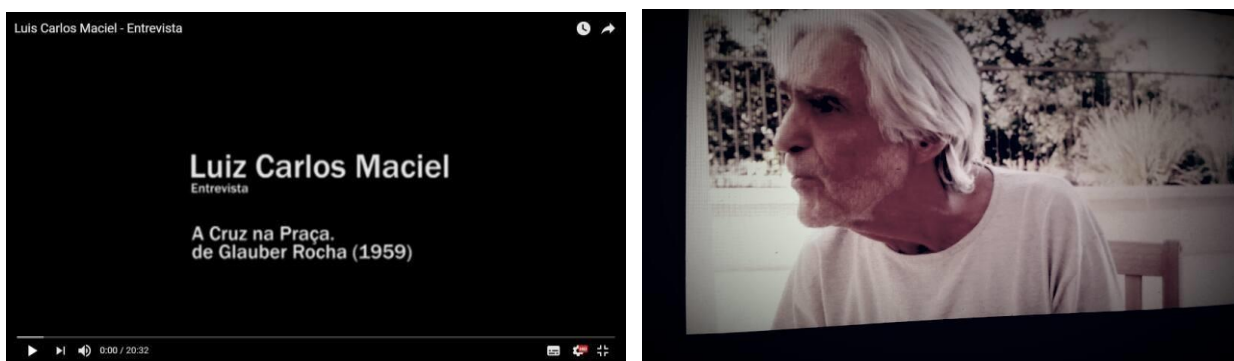 Luis Carlos Maciel - Entrevista
Luiz Carlos Maciel
Entrevista
A Cruz na Praça.
de Glauber Rocha (1959)
0:00 / 20:32